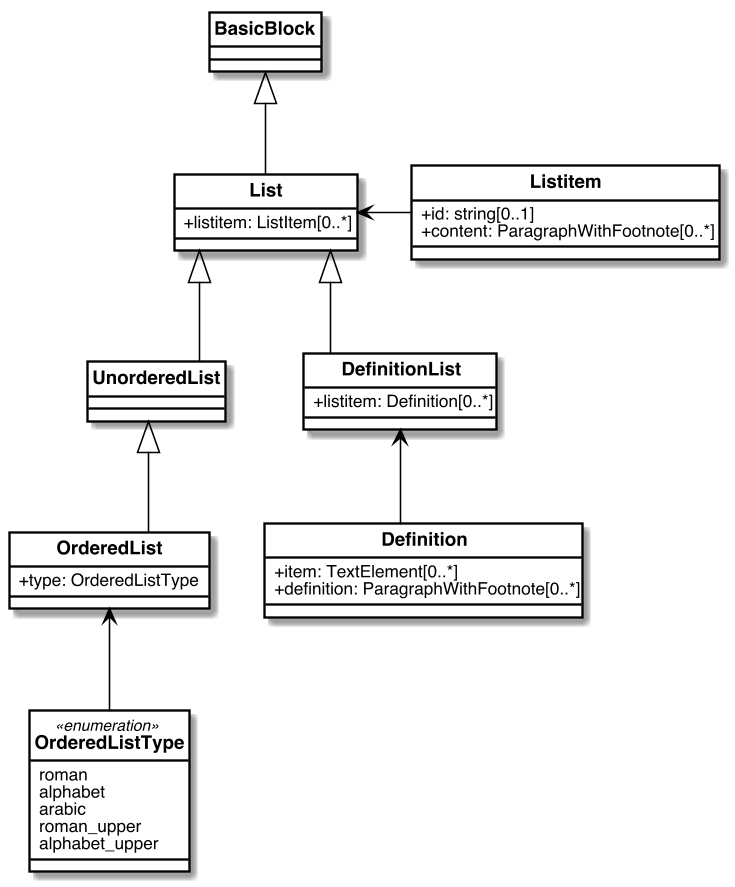 BasicBlock
List
+listitem: ListItem[0..*]
Listitem
+id: string[0..1]
+content: ParagraphWithFootnote[0..*]
UnorderedList
DefinitionList
+listitem: Definition[0..*]
OrderedList
+type: OrderedListType
Definition
+item: TextElement[0..*]
+definition: ParagraphWithFootnote[0..*]
«enumeration»
OrderedListType
roman
alphabet
arabic
roman_upper
alphabet_upper